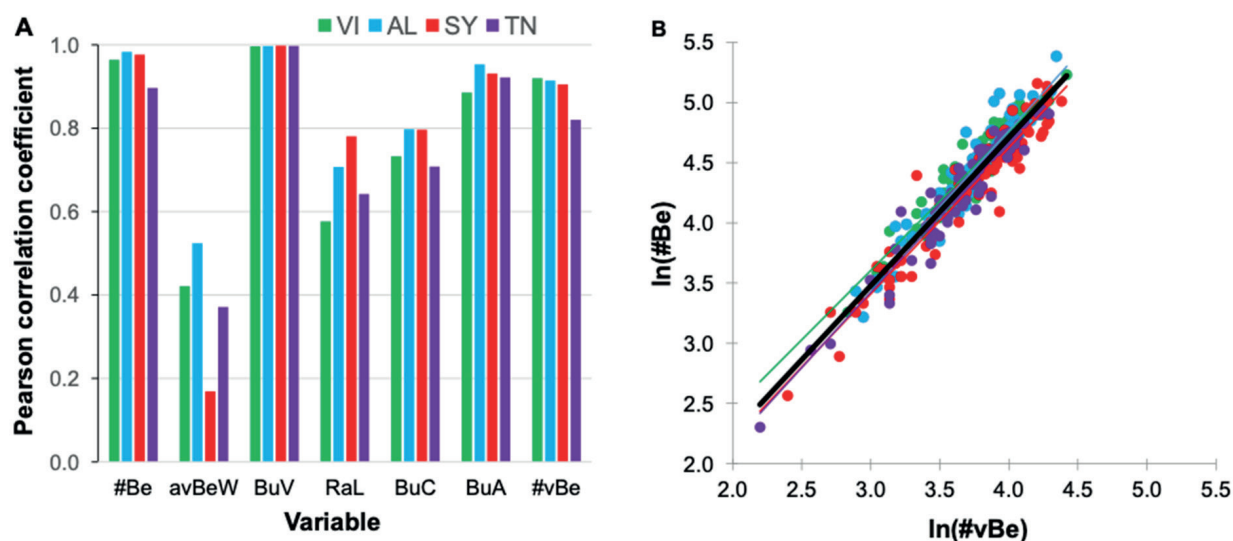 A
VI AL SY TN
Pearson correlation coefficient
1.0
0.8
0.6
0.4
0.2
0.0
#Be avBeW BuV RaL BuC BuA #vBe
Variable
B
ln(#Be)
5.5
5.0
4.5
4.0
3.5
3.0
2.5
2.0
2.0 2.5 3.0 3.5 4.0 4.5 5.0 5.5
ln(#vBe)